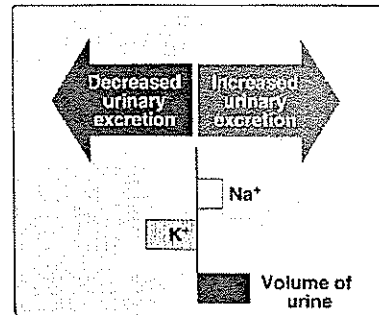 Decreased
urinary
excretion
Increased
urinary
excretion
Na⁺
K⁺
Volume of
urine